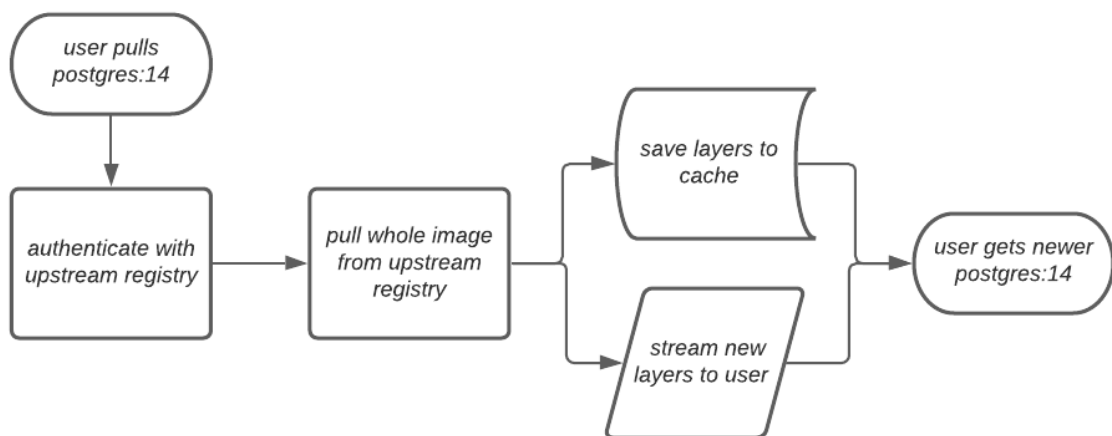 user pulls
postgres:14
authenticate with
upstream registry
pull whole image
from upstream
registry
save layers to
cache
stream new
layers to user
user gets newer
postgres:14